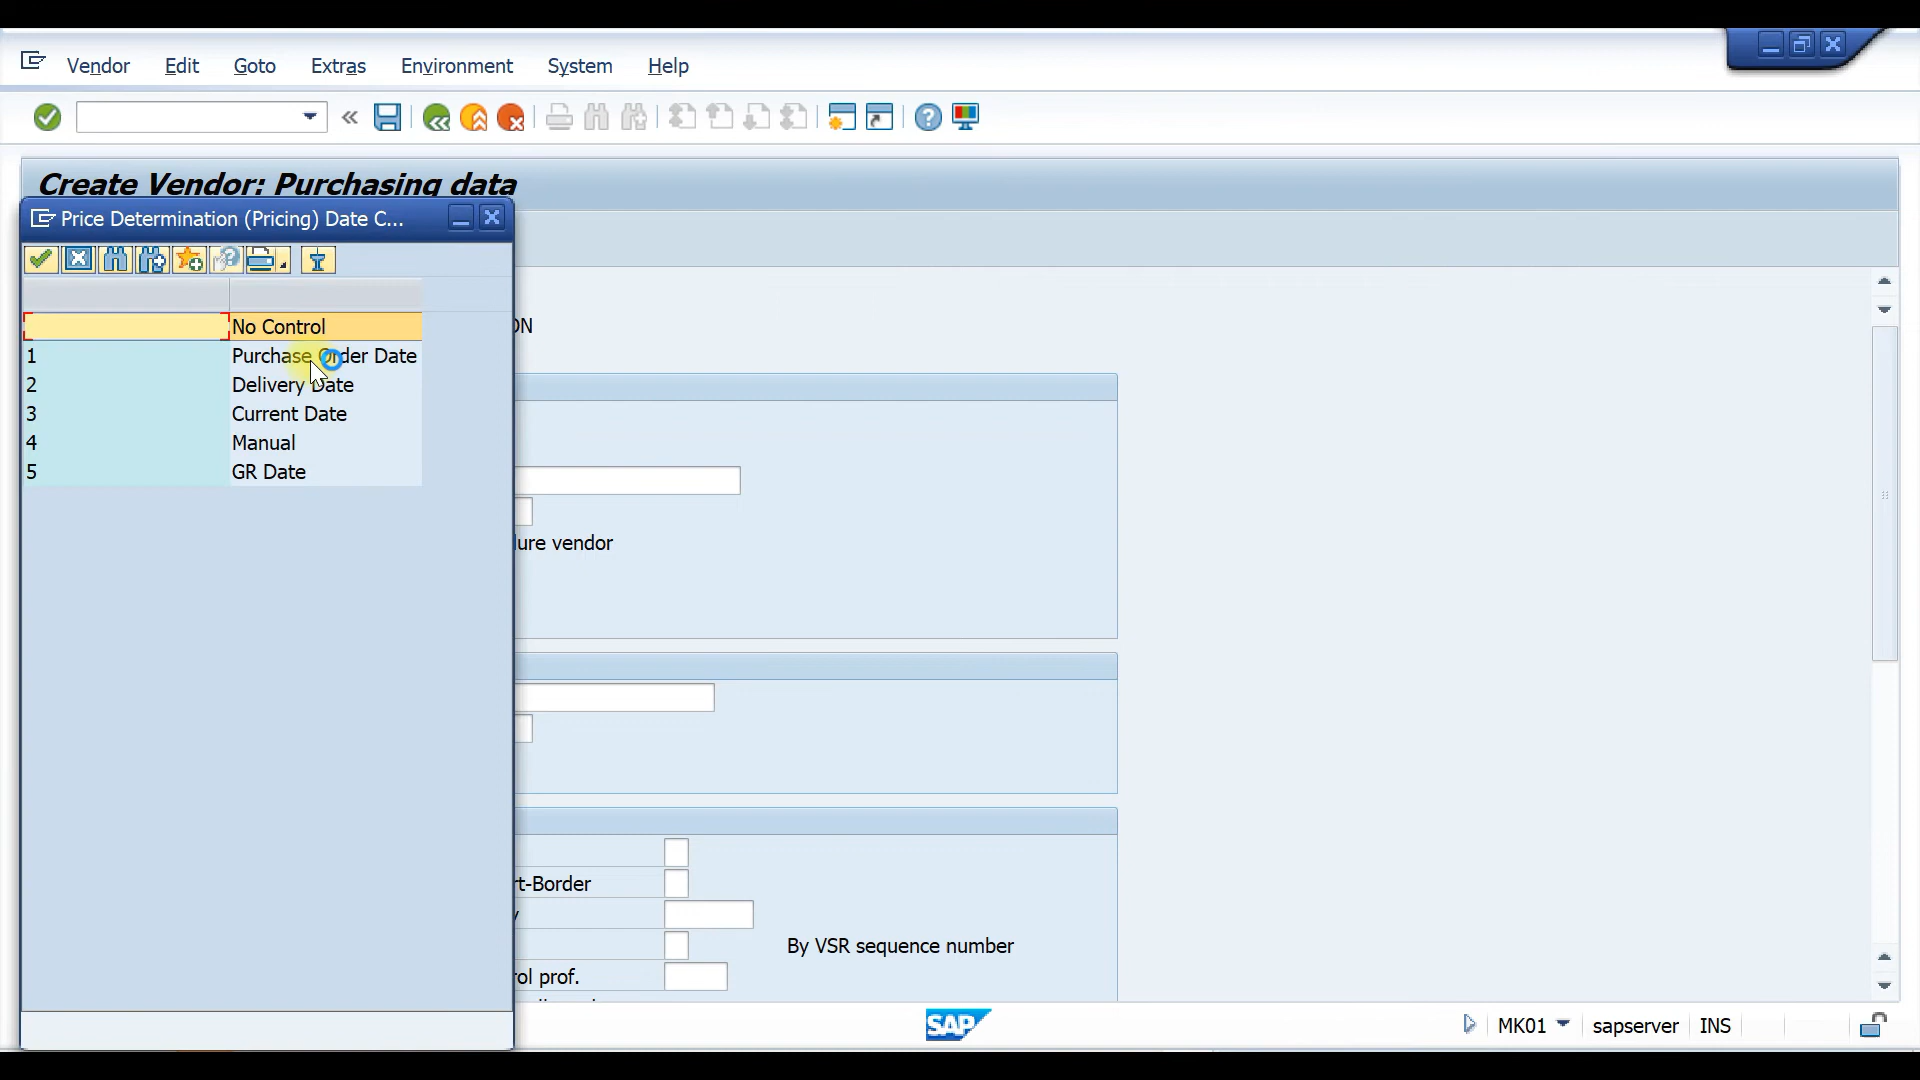 Vendor Edit Goto Extras Environment System Help
Create Vendor: Purchasing data
Price Determination (Pricing) Date C...
No Control
1 Purchase Order Date
2 Delivery Date
3 Current Date
4 Manual
5 GR Date
ON
lure vendor
rt-Border
y
By VSR sequence number
rol prof.
SAP
MK01 sapserver INS